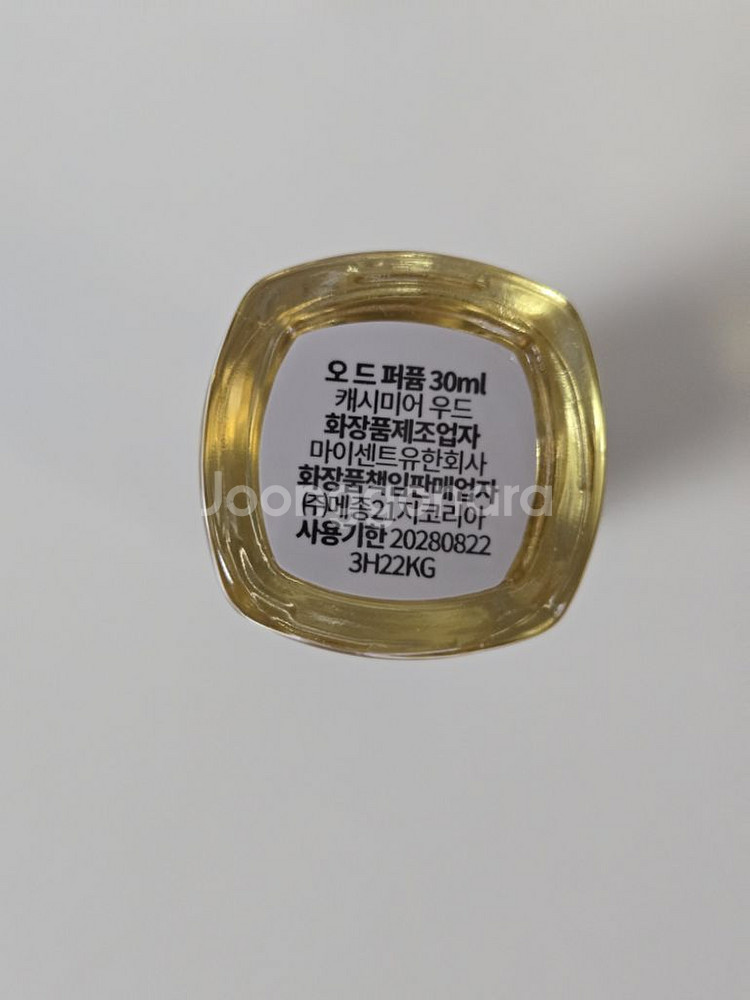 오 드 퍼퓸 30ml
캐시미어 우드
화장품제조업자
마이센트유한회사
화장품책임판매업자
Joonggonara
(주)메종21지코리아
사용기한 20280822
3H22KG